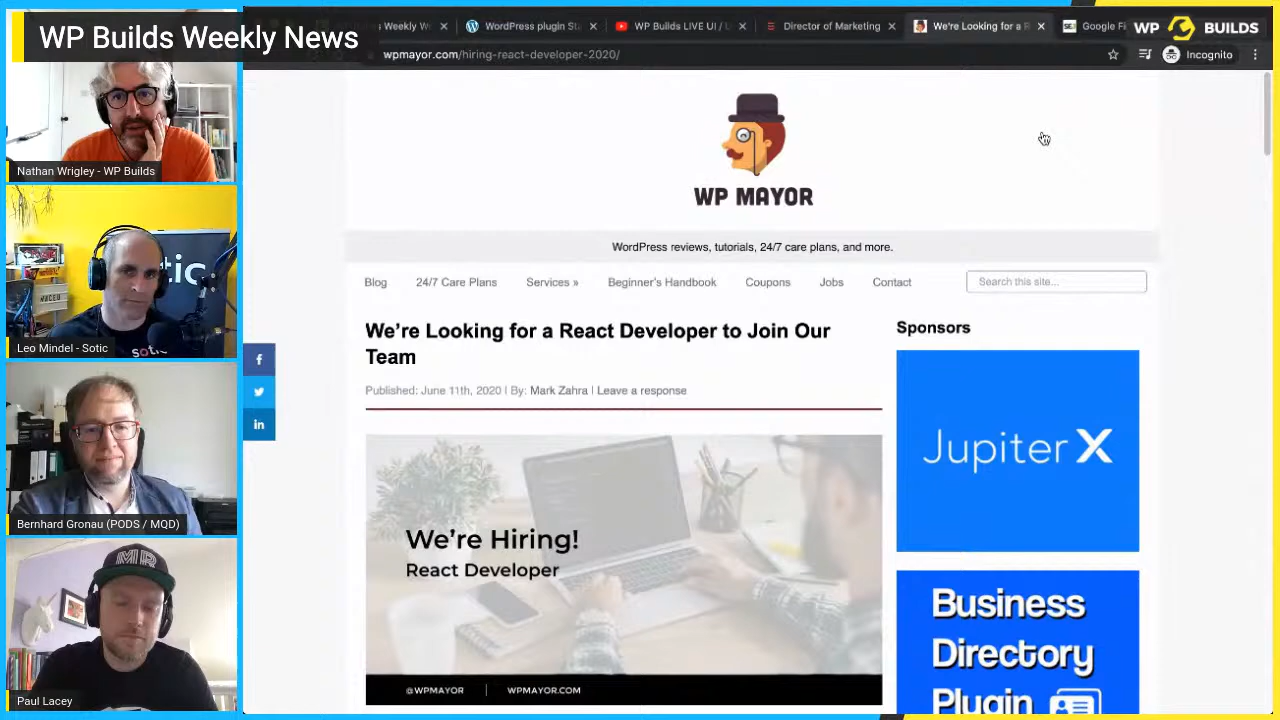 WP Builds Weekly News
s Weekly W
WordPress plugin St
WP Builds LIVE UI /
Director of Marketing
We're Looking for a R
Google Fi
WP BUILDS
wpmayor.com/hiring-react-developer-2020/
Incognito
Nathan Wrigley - WP Builds
Leo Mindel - Sotic
Bernhard Gronau (PODS / MQD)
Paul Lacey
WP MAYOR
WordPress reviews, tutorials, 24/7 care plans, and more.
Blog
24/7 Care Plans
Services »
Beginner's Handbook
Coupons
Jobs
Contact
Search this site...
We're Looking for a React Developer to Join Our
Team
Published: June 11th, 2020 | By: Mark Zahra | Leave a response
We're Hiring!
React Developer
@WPMAYOR | WPMAYOR.COM
Sponsors
Jupiter X
Business
Directory
Plugin